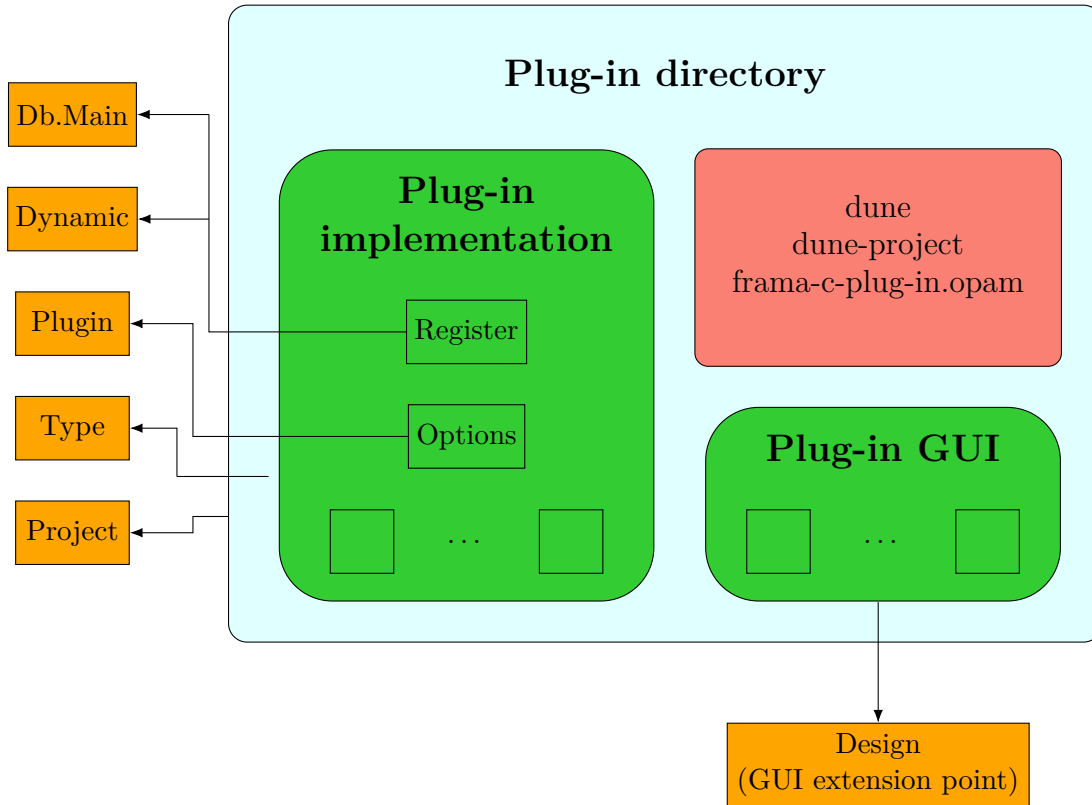 Plug-in directory
Db.Main
Dynamic
Plugin
Type
Project
Plug-in
implementation
Register
Options
. . .
dune
dune-project
frama-c-plug-in.opam
Plug-in GUI
. . .
Design
(GUI extension point)